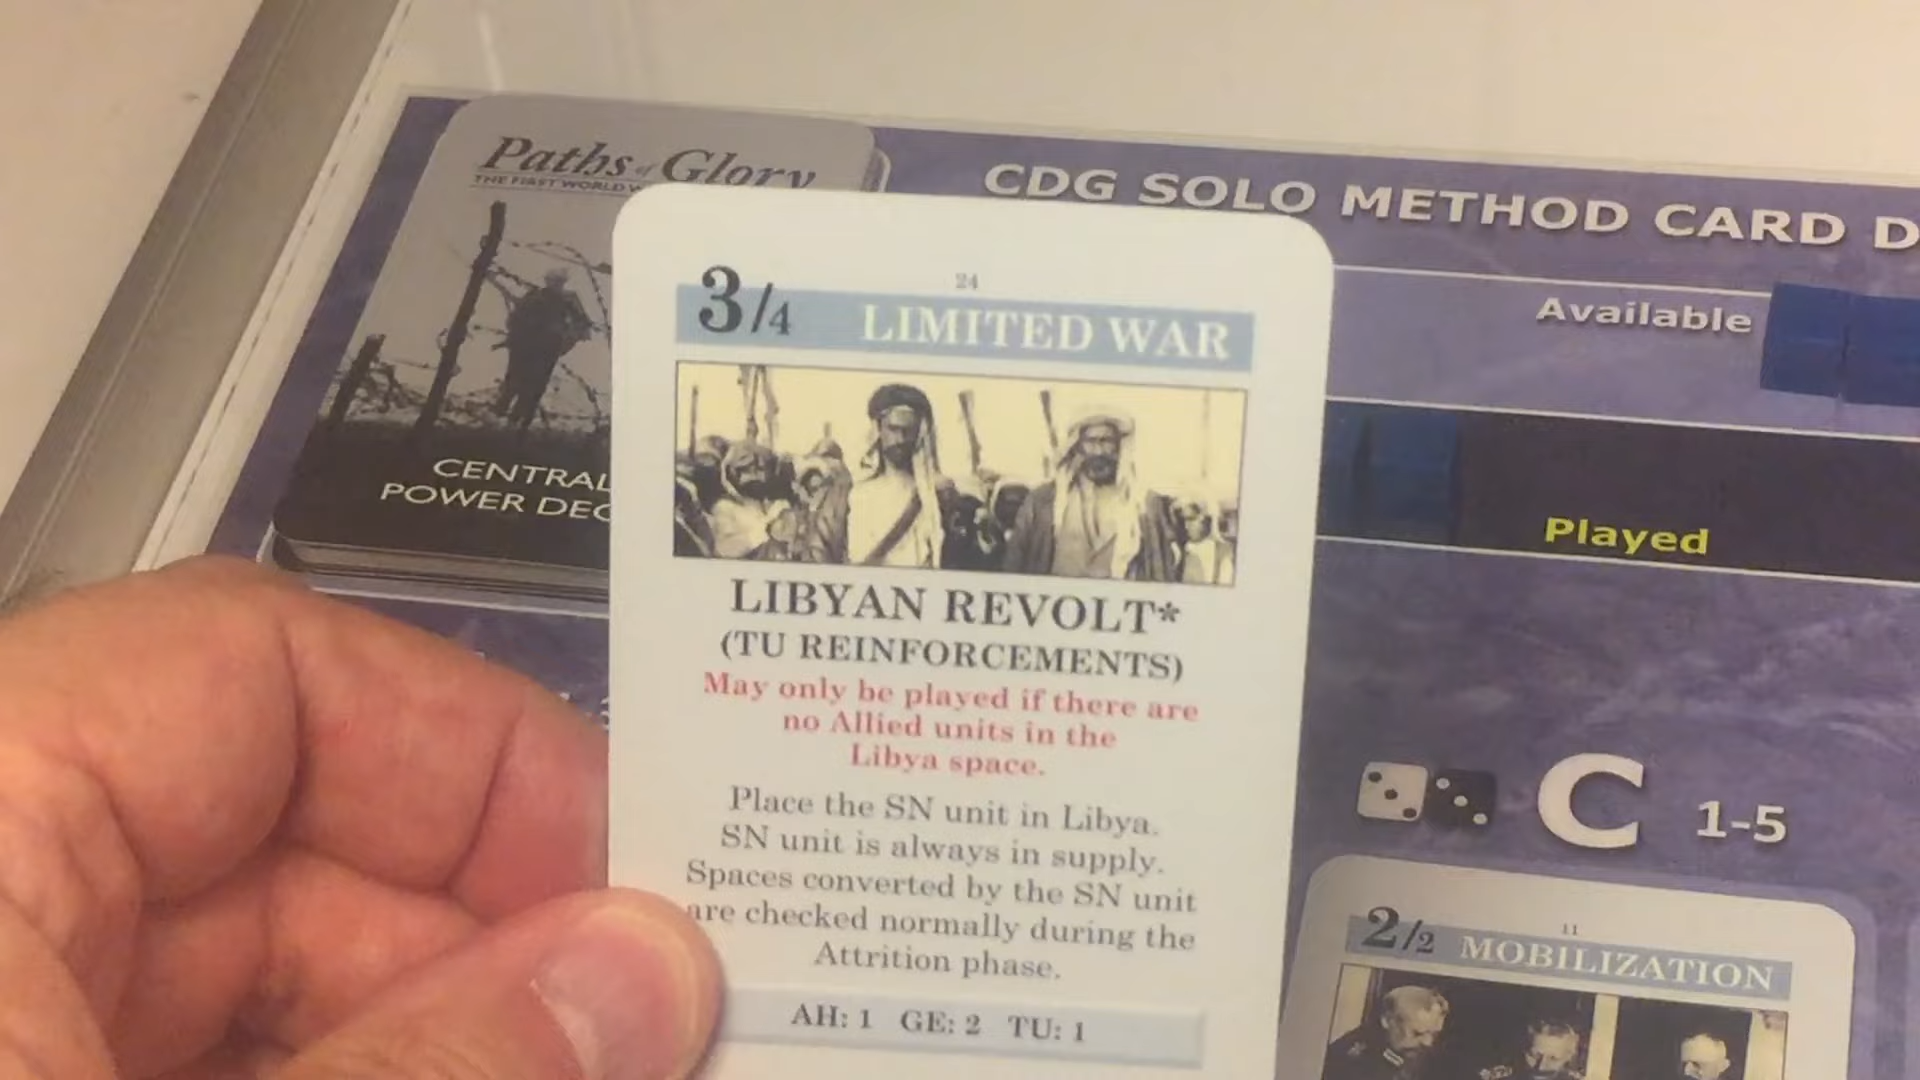 Paths of Glory
THE FIRST WORLD W
CDG SOLO METHOD CARD D
Available
Played
CENTRAL
POWER DEC
24
3/4 LIMITED WAR
LIBYAN REVOLT*
(TU REINFORCEMENTS)
May only be played if there are
no Allied units in the
Libya space.
Place the SN unit in Libya.
SN unit is always in supply.
Spaces converted by the SN unit
are checked normally during the
Attrition phase.
AH: 1 GE: 2 TU: 1
C 1-5
11
2/2 MOBILIZATION